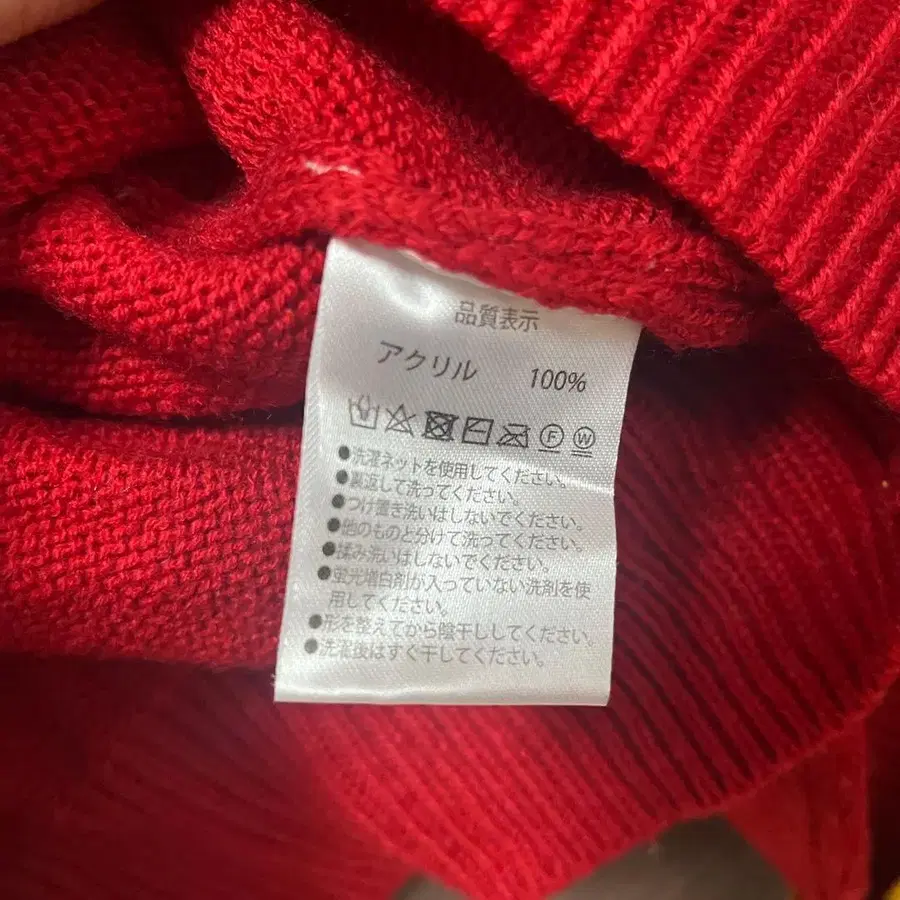 品質表示
アクリル 100%
F W
●洗濯ネットを使用してください。
●裏返して洗ってください。
●つけ置き洗いはしないでください。
●他のものと分けて洗ってください。
●揉み洗いはしないでください。
●蛍光増白剤が入っていない洗剤を使
用してください。
●形を整えてから陰干ししてください。
●洗濯後はすぐ干してください。